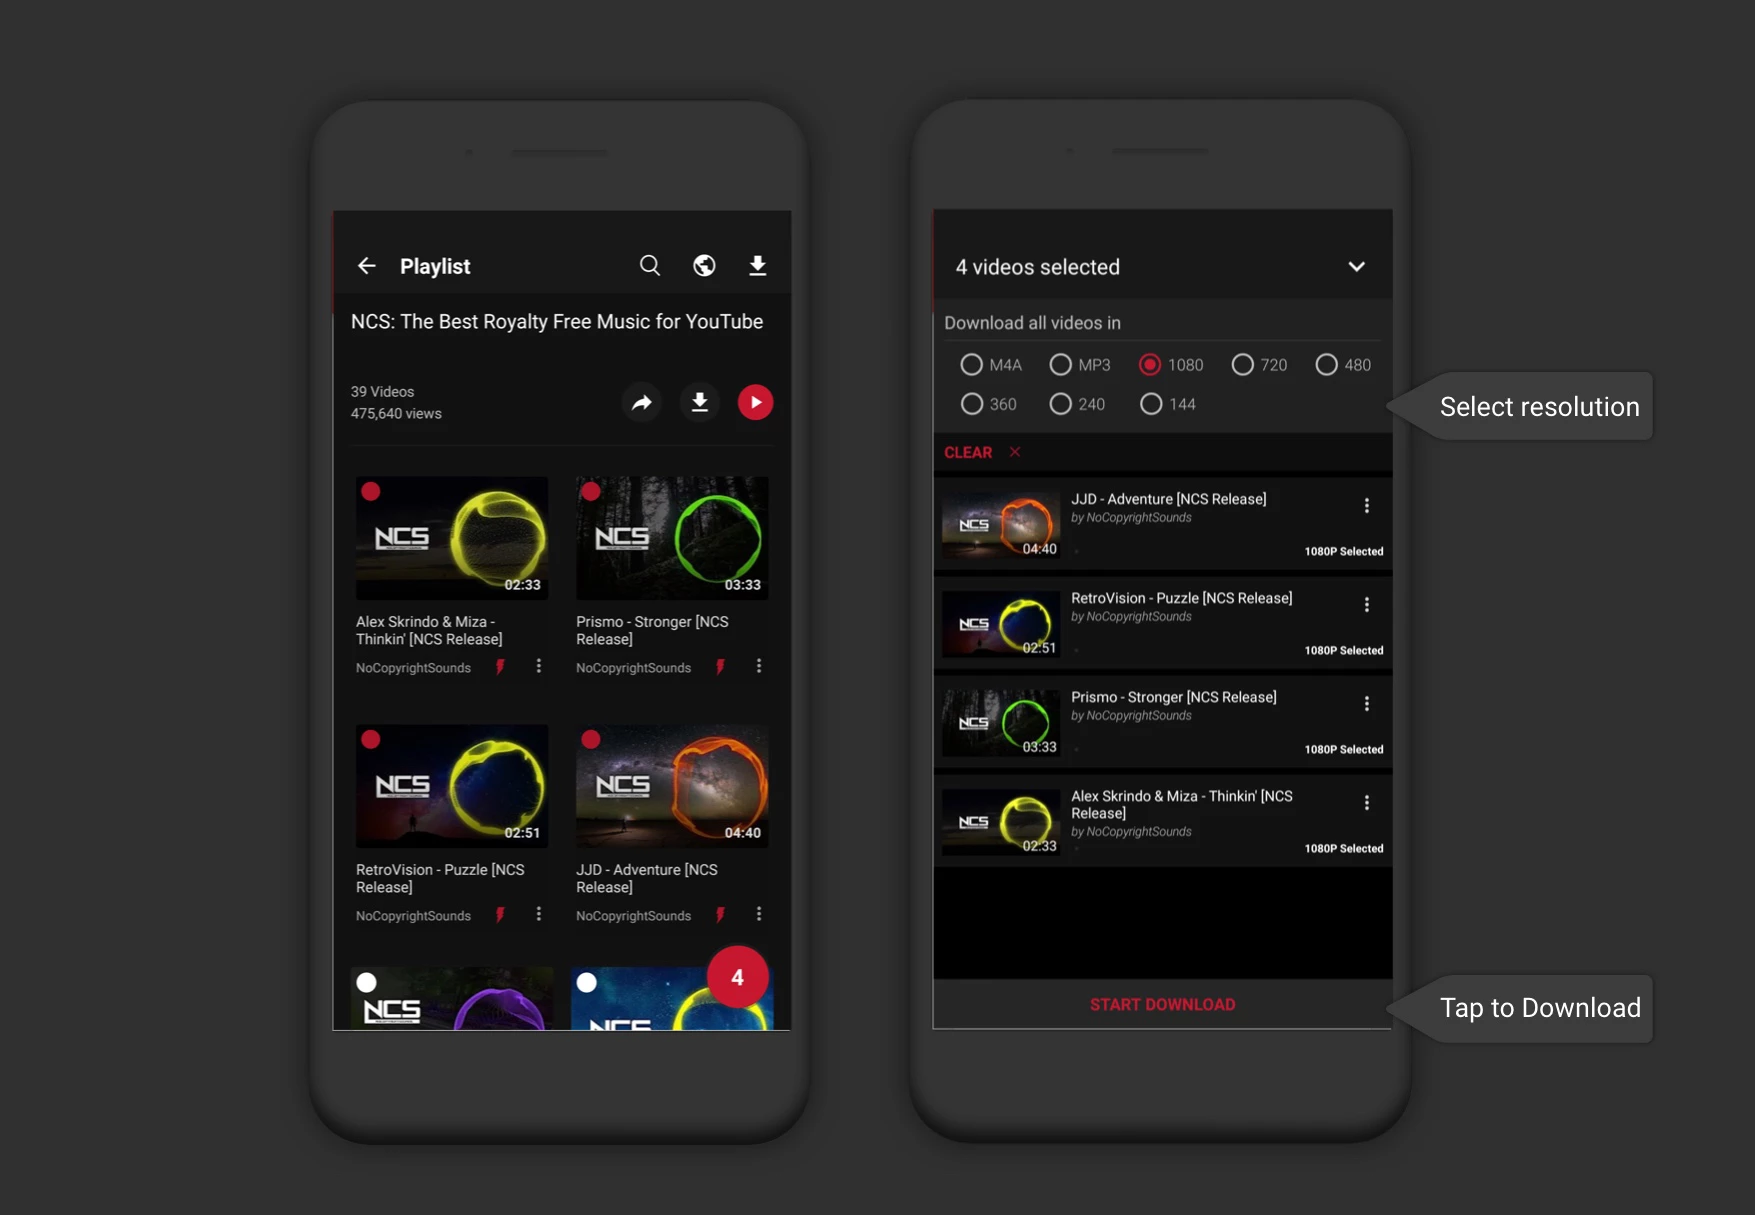 Playlist
NCS: The Best Royalty Free Music for YouTube
39 Videos
475,640 views
NCS
02:33
Alex Skrindo & Miza -
Thinkin' [NCS Release]
NoCopyrightSounds
NCS
03:33
Prismo - Stronger [NCS
Release]
NoCopyrightSounds
NCS
02:51
RetroVision - Puzzle [NCS
Release]
NoCopyrightSounds
NCS
04:40
JJD - Adventure [NCS
Release]
NoCopyrightSounds
NCS
NCS
4
4 videos selected
Download all videos in
M4A MP3 1080 720 480
360 240 144
CLEAR
NCS
04:40
JJD - Adventure [NCS Release]
by NoCopyrightSounds
1080P Selected
NCS
02:51
RetroVision - Puzzle [NCS Release]
by NoCopyrightSounds
1080P Selected
NCS
03:33
Prismo - Stronger [NCS Release]
by NoCopyrightSounds
1080P Selected
NCS
02:33
Alex Skrindo & Miza - Thinkin' [NCS
Release]
by NoCopyrightSounds
1080P Selected
START DOWNLOAD
Select resolution
Tap to Download